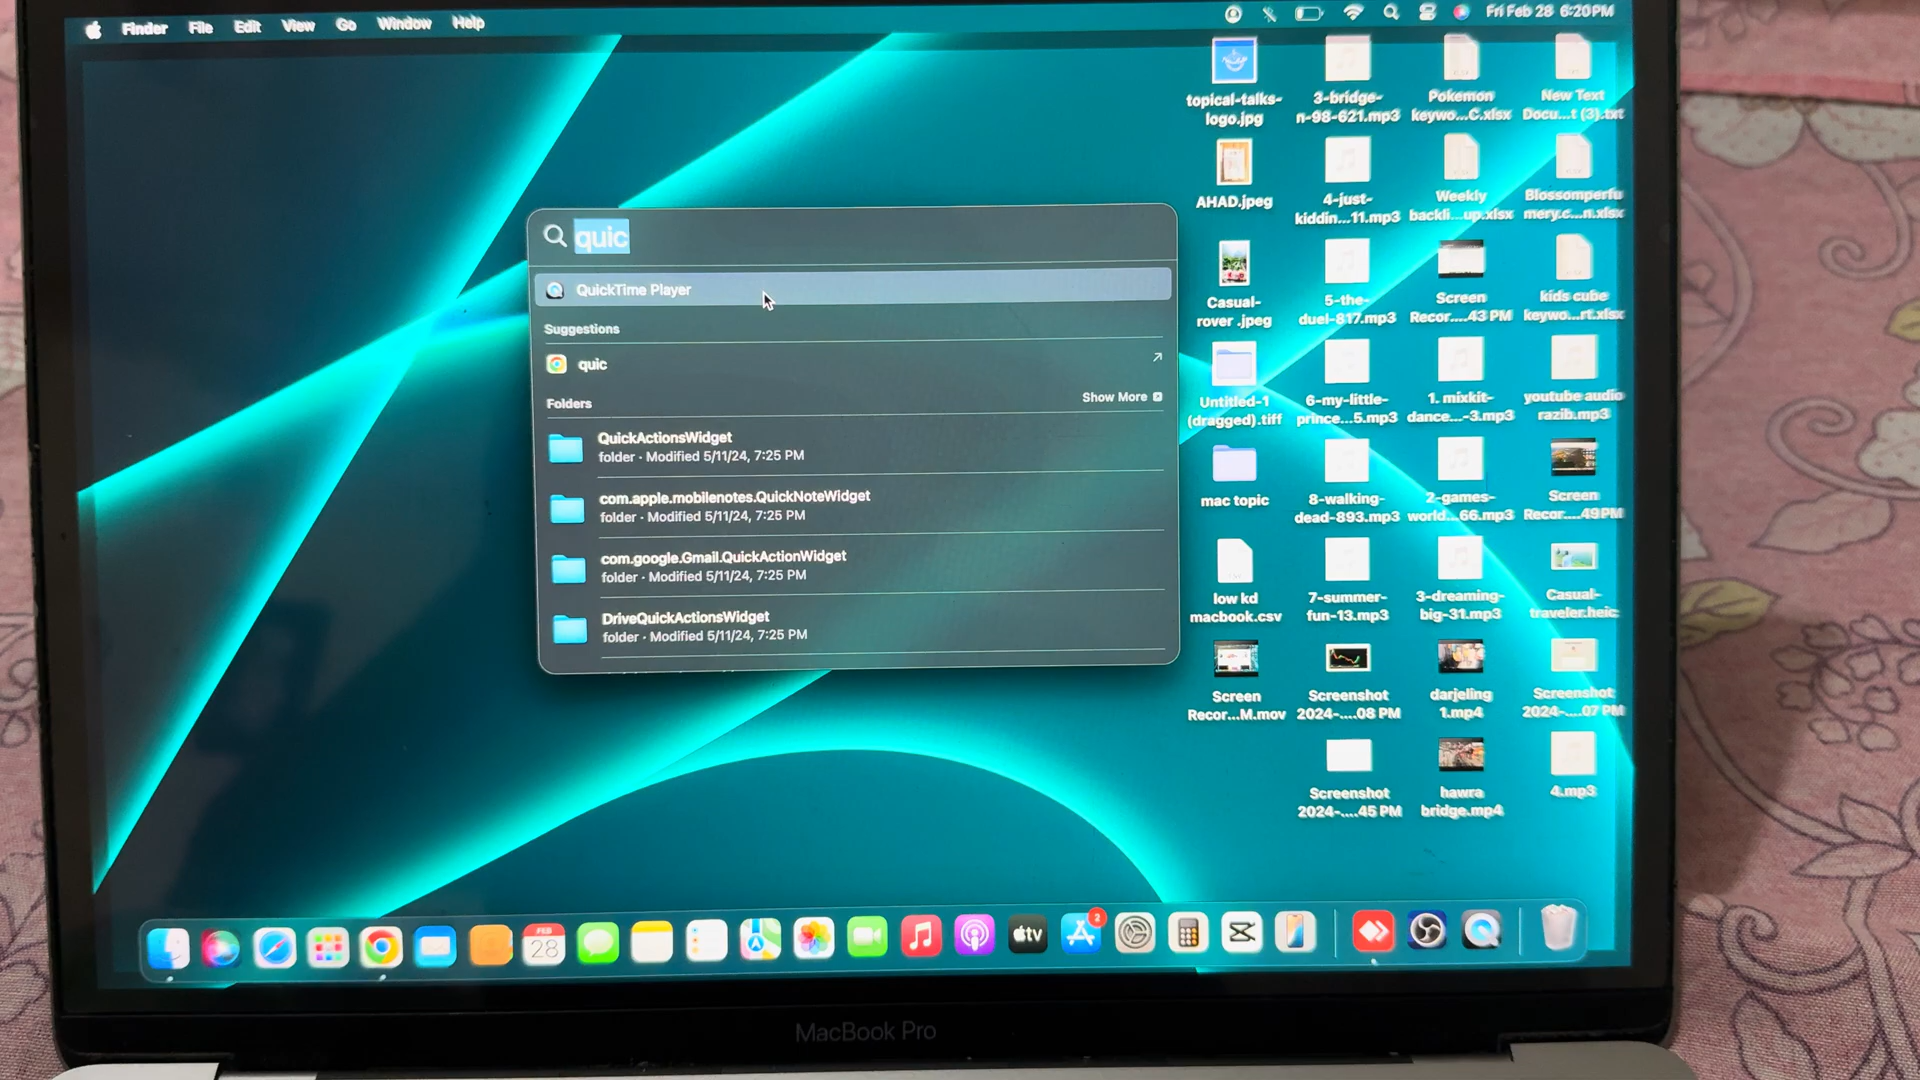 Finder File Edit View Go Window Help
Fri Feb 28 6:20 PM
quic
QuickTime Player
Suggestions
quic
Folders
Show More
QuickActionsWidget
folder · Modified 5/11/24, 7:25 PM
com.apple.mobilenotes.QuickNoteWidget
folder · Modified 5/11/24, 7:25 PM
com.google.Gmail.QuickActionWidget
folder · Modified 5/11/24, 7:25 PM
DriveQuickActionsWidget
folder · Modified 5/11/24, 7:25 PM
topical-talks-
logo.jpg
3-bridge-
n-98-621.mp3
Pokemon
keywo...C.xlsx
New Text
Docu...t (3).txt
AHAD.jpeg
4-just-
kiddin...11.mp3
Weekly
backli...up.xlsx
Blossomperfu
mery.c...n.xlsx
Casual-
rover .jpeg
5-the-
duel-817.mp3
Screen
Recor....43 PM
kids cube
keywo...rt.xlsx
Untitled-1
(dragged).tiff
6-my-little-
prince...5.mp3
1. mixkit-
dance...-3.mp3
youtube audio
razib.mp3
mac topic
8-walking-
dead-893.mp3
2-games-
world...66.mp3
Screen
Recor....49 PM
low kd
macbook.csv
7-summer-
fun-13.mp3
3-dreaming-
big-31.mp3
Casual-
traveler.heic
Screen
Recor...M.mov
Screenshot
2024-....08 PM
darjeling
1.mp4
Screenshot
2024-....07 PM
Screenshot
2024-....45 PM
hawra
bridge.mp4
4.mp3
FEB
28
tv
2
MacBook Pro